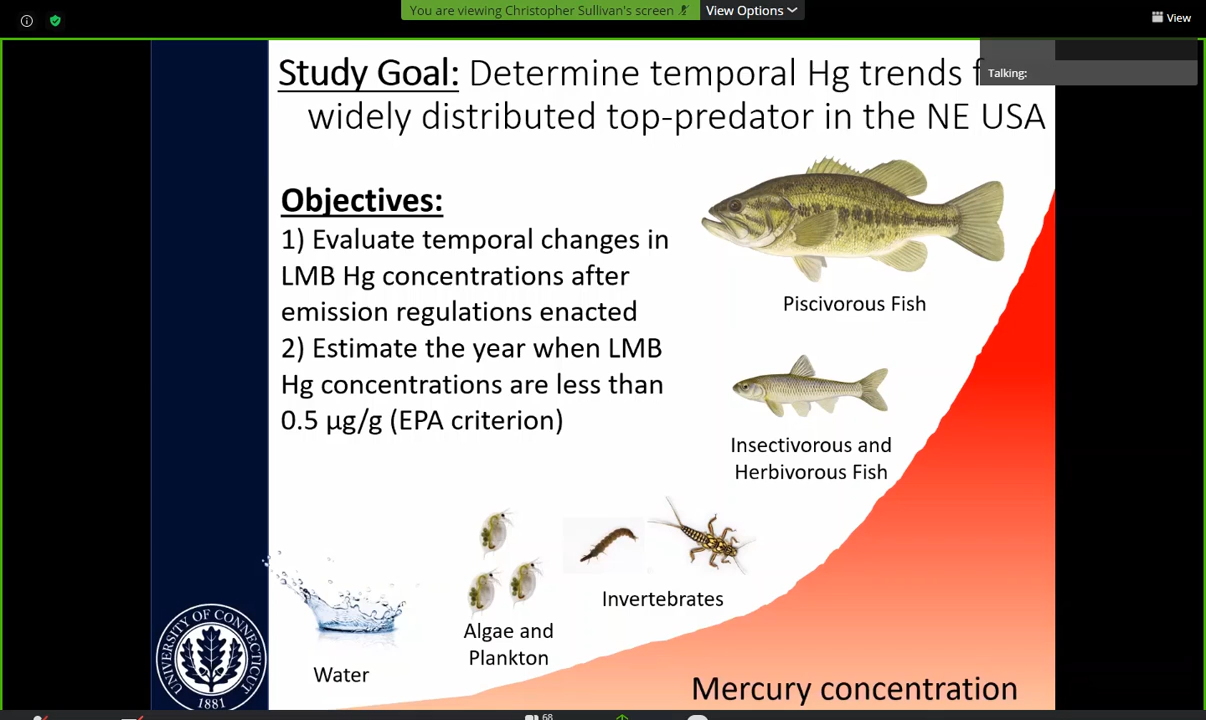 You are viewing Christopher Sullivan's screen
View Options
View
Talking:
Study Goal: Determine temporal Hg trends
widely distributed top-predator in the NE USA
Objectives:
1) Evaluate temporal changes in
LMB Hg concentrations after
emission regulations enacted
2) Estimate the year when LMB
Hg concentrations are less than
0.5 µg/g (EPA criterion)
Piscivorous Fish
Insectivorous and
Herbivorous Fish
Invertebrates
Algae and
Plankton
Water
Mercury concentration
UNIVERSITY OF CONNECTICUT
1881
68